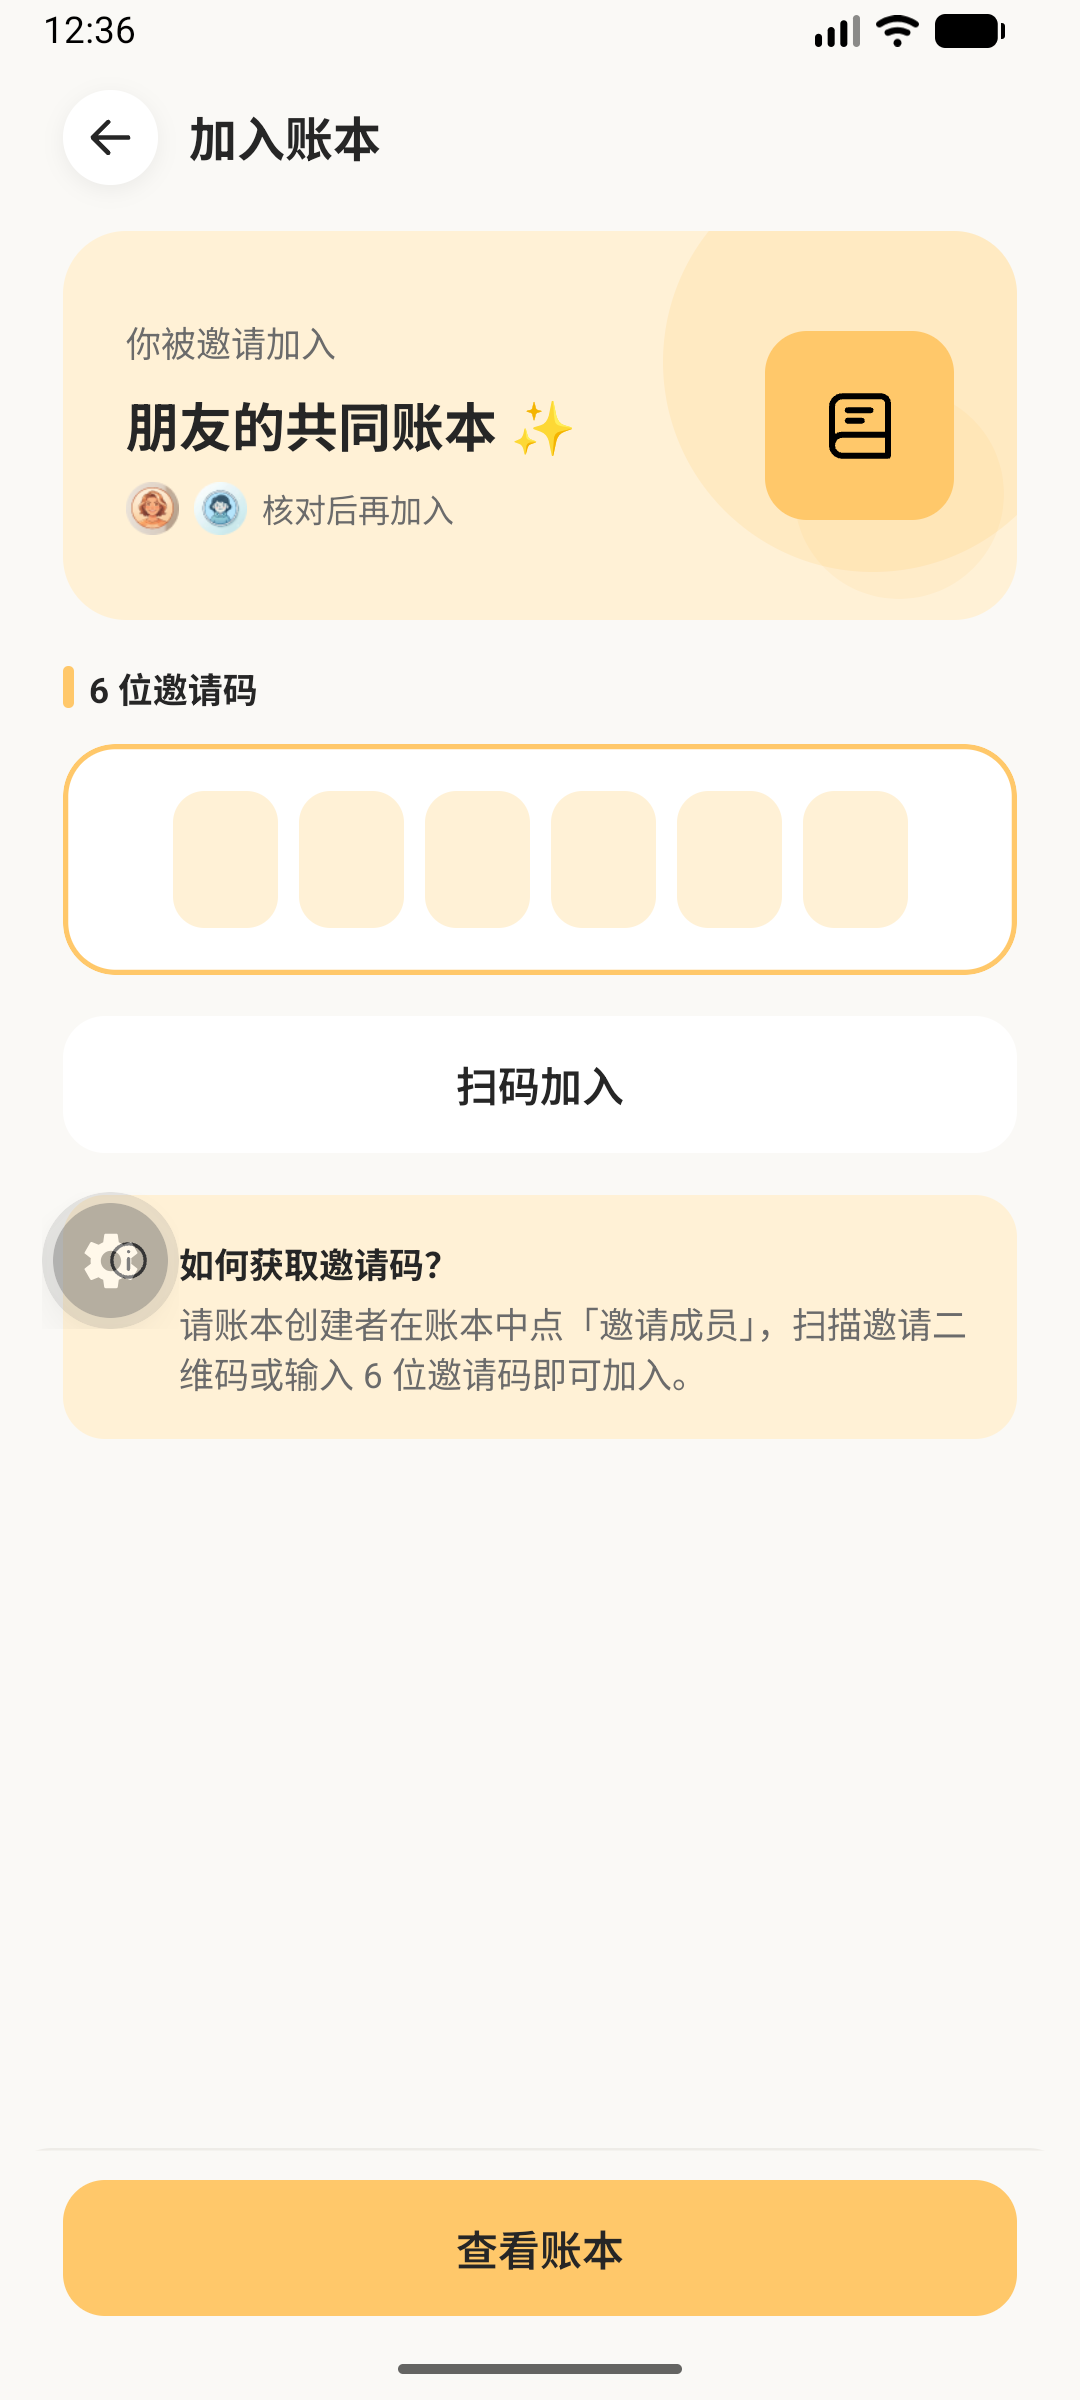 12:36
加入账本
你被邀请加入
朋友的共同账本 ✨
核对后再加入
6 位邀请码
扫码加入
如何获取邀请码？
请账本创建者在账本中点「邀请成员」，扫描邀请二
维码或输入 6 位邀请码即可加入。
查看账本